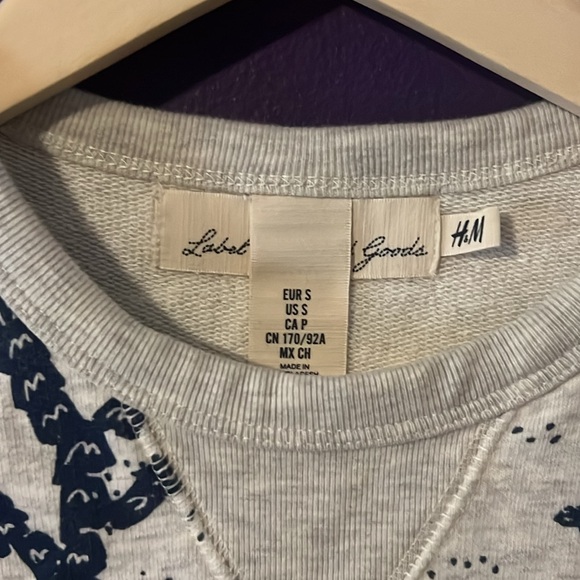 Label Goods
H&M
EUR S
US S
CA P
CN 170/92A
MX CH
MADE IN